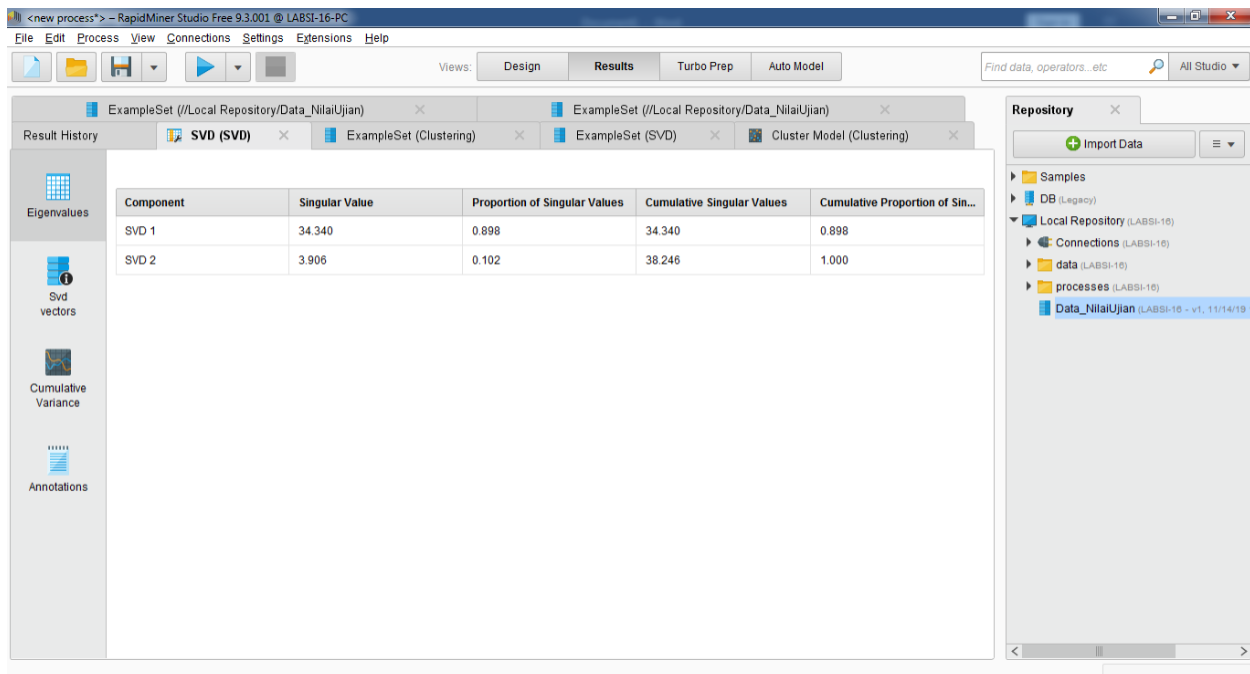 <new process*> – RapidMiner Studio Free 9.3.001 @ LABSI-16-PC
File Edit Process View Connections Settings Extensions Help
Views: Design Results Turbo Prep Auto Model
Find data, operators...etc All Studio
ExampleSet (//Local Repository/Data_NilaiUjian) ExampleSet (//Local Repository/Data_NilaiUjian)
Result History SVD (SVD) ExampleSet (Clustering) ExampleSet (SVD) Cluster Model (Clustering)
Eigenvalues
Svd
vectors
Cumulative
Variance
Annotations
Component Singular Value Proportion of Singular Values Cumulative Singular Values Cumulative Proportion of Sin...
SVD 1 34.340 0.898 34.340 0.898
SVD 2 3.906 0.102 38.246 1.000
Repository
Import Data
Samples
DB (Legacy)
Local Repository (LABSI-16)
Connections (LABSI-16)
data (LABSI-16)
processes (LABSI-16)
Data_NilaiUjian (LABSI-16 - v1, 11/14/19